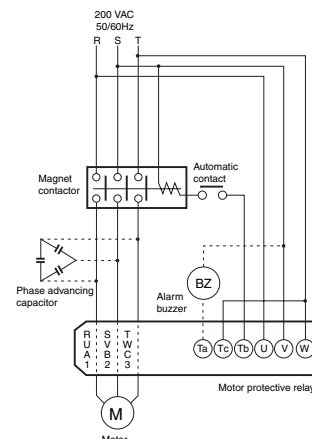 200 VAC
50/60Hz
R S T
Magnet
contactor
Automatic
contact
Phase advancing
capacitor
BZ
Alarm
buzzer
R S T
U V W
A B C
1 2 3
Ta Tc Tb U V W
Motor protective relay
M
Motor